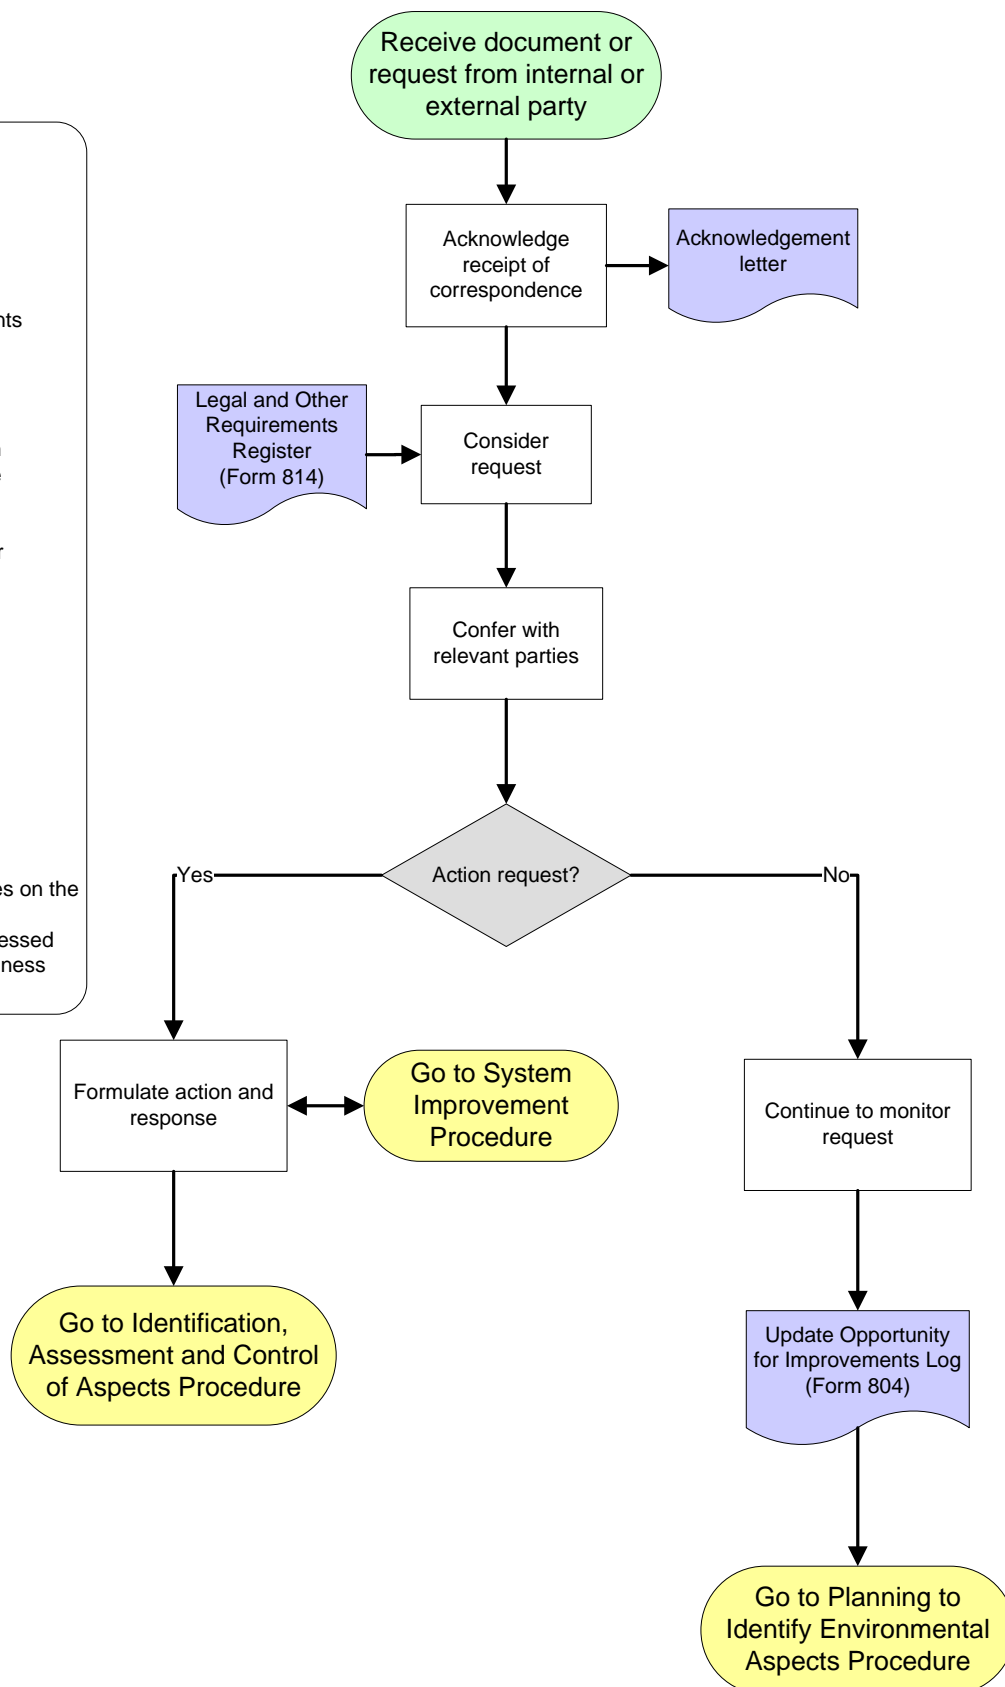 Receive document or
request from internal or
external party
Acknowledge
receipt of
correspondence
Acknowledgement
letter
Legal and Other
Requirements
Register
(Form 814)
Consider
request
Confer with
relevant parties
Action request?
Yes
No
on the
Formulate action and
response
Go to System
Improvement
Procedure
Continue to monitor
request
Go to Identification,
Assessment and Control
of Aspects Procedure
Update Opportunity
for Improvements Log
(Form 804)
Go to Planning to
Identify Environmental
Aspects Procedure